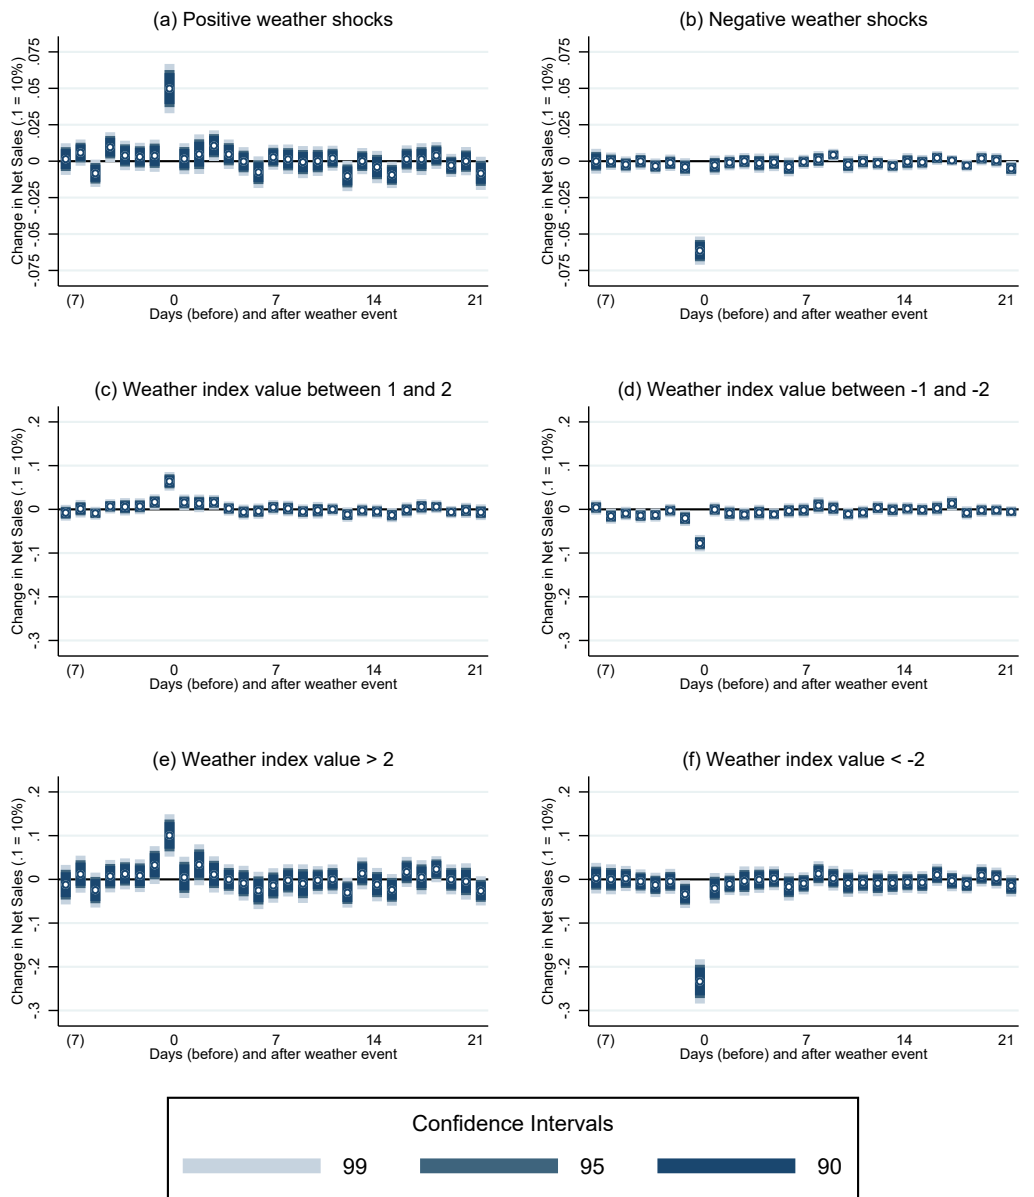 (a) Positive weather shocks
Change in Net Sales (.1 = 10%)
.075
.05
.025
0
-.025
-.05
-.075
(7) 0 7 14 21
Days (before) and after weather event
(b) Negative weather shocks
Change in Net Sales (.1 = 10%)
.075
.05
.025
0
-.025
-.05
-.075
(7) 0 7 14 21
Days (before) and after weather event
(c) Weather index value between 1 and 2
Change in Net Sales (.1 = 10%)
.2
.1
0
-.1
-.2
-.3
(7) 0 7 14 21
Days (before) and after weather event
(d) Weather index value between -1 and -2
Change in Net Sales (.1 = 10%)
.2
.1
0
-.1
-.2
-.3
(7) 0 7 14 21
Days (before) and after weather event
(e) Weather index value > 2
Change in Net Sales (.1 = 10%)
.2
.1
0
-.1
-.2
-.3
(7) 0 7 14 21
Days (before) and after weather event
(f) Weather index value < -2
Change in Net Sales (.1 = 10%)
.2
.1
0
-.1
-.2
-.3
(7) 0 7 14 21
Days (before) and after weather event
Confidence Intervals
99 95 90